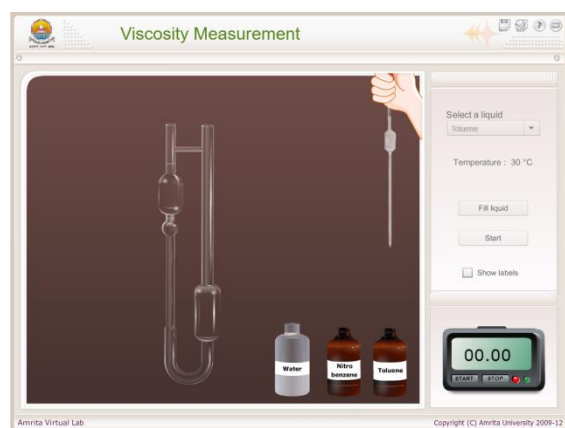 Viscosity Measurement
Select a liquid
Toluene
Temperature : 30 °C
Fill liquid
Start
Show labels
Water
Nitro
benzene
Toluene
00.00
START
STOP
Amrita Virtual Lab
Copyright (C) Amrita University 2009-12